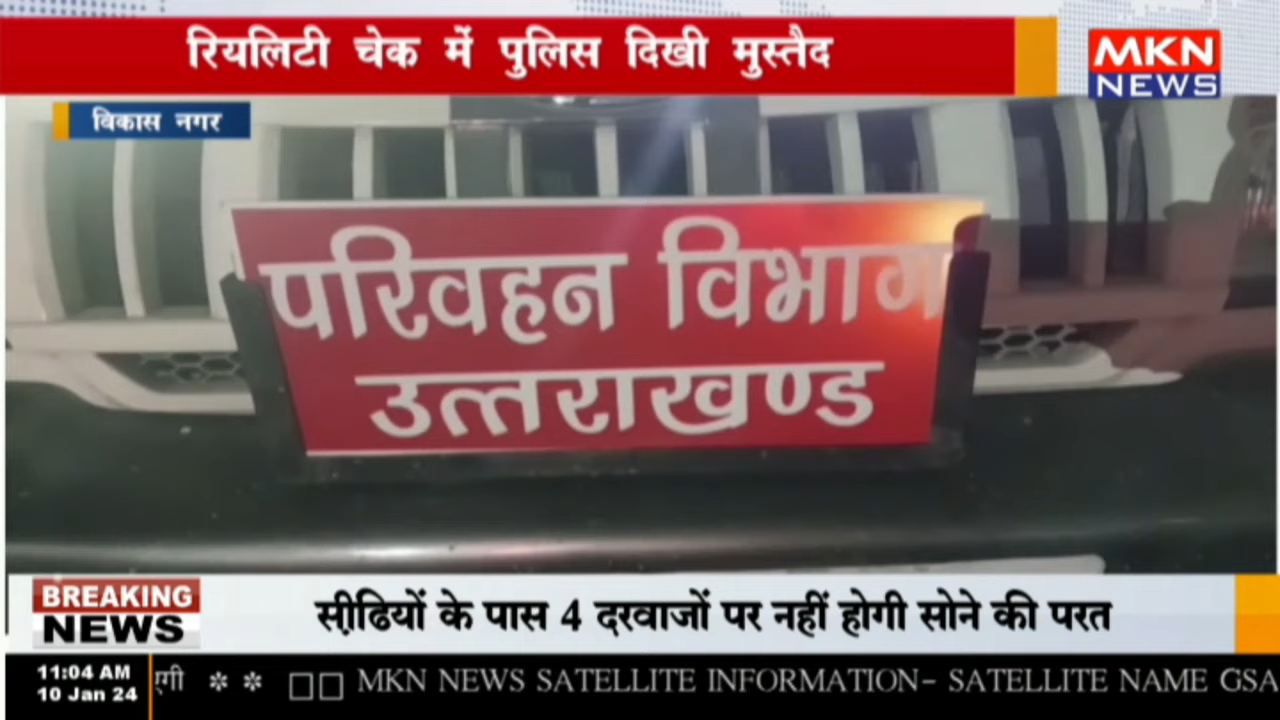 रियलिटी चेक में पुलिस दिखी मुस्तैद
MKN
NEWS
विकास नगर
परिवहन विभाग
उत्तराखण्ड
BREAKING
NEWS
सीढियों के पास 4 दरवाजों पर नहीं होगी सोने की परत
11:04 AM
10 Jan 24
MKN NEWS SATELLITE INFORMATION- SATELLITE NAME GSA